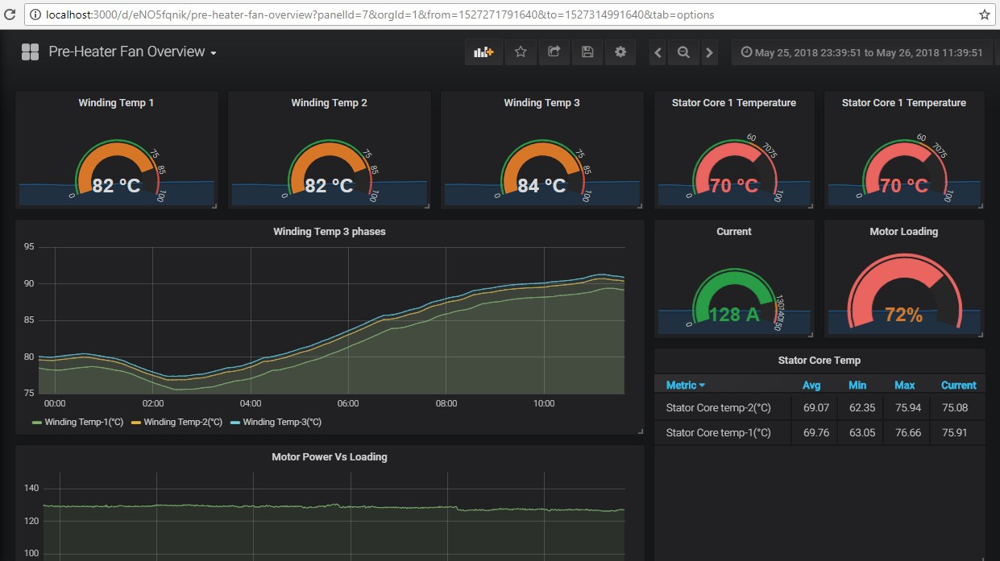 localhost:3000/d/eNO5fqnik/pre-heater-fan-overview?panelId=7&orgId=1&from=1527271791640&to=1527314991640&tab=options
Pre-Heater Fan Overview
May 25, 2018 23:39:51 to May 26, 2018 11:39:51
Winding Temp 1
0
75
85
100
82 °C
Winding Temp 2
0
75
85
100
82 °C
Winding Temp 3
0
75
85
100
84 °C
Stator Core 1 Temperature
0
60
70
75
100
70 °C
Stator Core 1 Temperature
0
60
70
75
100
70 °C
Winding Temp 3 phases
95
90
85
80
75
00:00 02:00 04:00 06:00 08:00 10:00
Winding Temp-1(°C) Winding Temp-2(°C) Winding Temp-3(°C)
Current
0
130
140
150
128 A
Motor Loading
72%
Stator Core Temp
Metric Avg Min Max Current
Stator Core temp-2(°C) 69.07 62.35 75.94 75.08
Stator Core temp-1(°C) 69.76 63.05 76.66 75.91
Motor Power Vs Loading
140
120
100